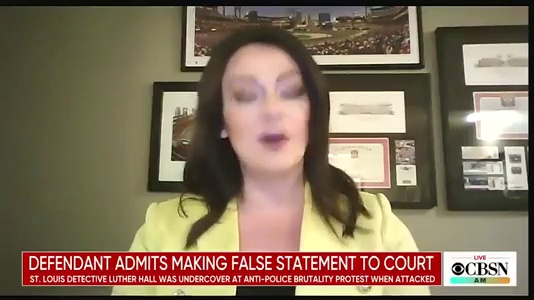 DEFENDANT ADMITS MAKING FALSE STATEMENT TO COURT
ST. LOUIS DETECTIVE LUTHER HALL WAS UNDERCOVER AT ANTI-POLICE BRUTALITY PROTEST WHEN ATTACKED
LIVE
CBSN
AM